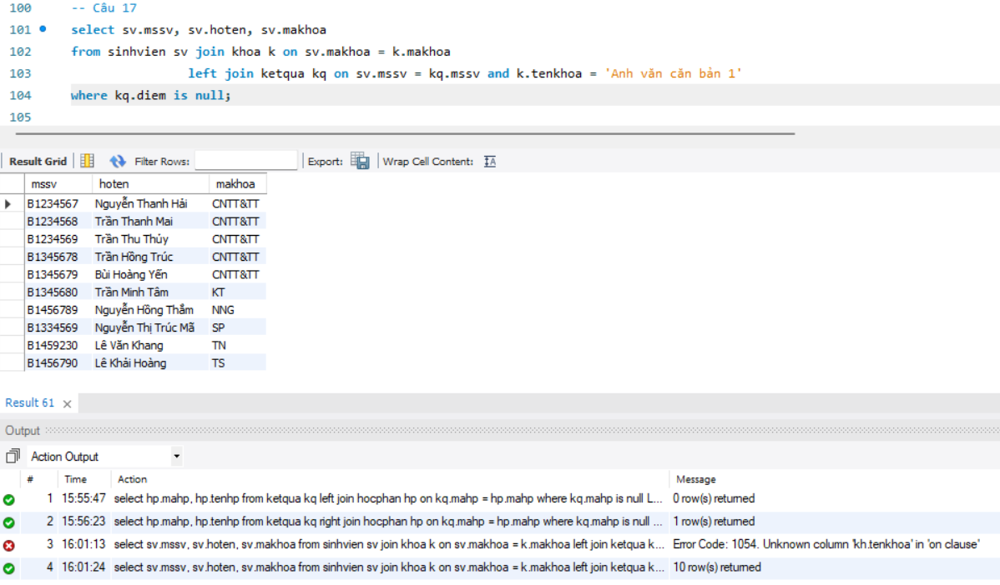 100 -- Câu 17
101 select sv.mssv, sv.hoten, sv.makhoa
102 from sinhvien sv join khoa k on sv.makhoa = k.makhoa
103 left join ketqua kq on sv.mssv = kq.mssv and k.tenkhoa = 'Anh văn căn bản 1'
104 where kq.diem is null;
105
Result Grid Filter Rows: Export: Wrap Cell Content: IA
mssv hoten makhoa
B1234567 Nguyễn Thanh Hải CNTT&TT
B1234568 Trần Thanh Mai CNTT&TT
B1234569 Trần Thu Thủy CNTT&TT
B1345678 Trần Hồng Trúc CNTT&TT
B1345679 Bùi Hoàng Yến CNTT&TT
B1345680 Trần Minh Tâm KT
B1456789 Nguyễn Hồng Thắm NNG
B1334569 Nguyễn Thị Trúc Mã SP
B1459230 Lê Văn Khang TN
B1456790 Lê Khải Hoàng TS
Result 61
Output
Action Output
# Time Action Message
1 15:55:47 select hp.mahp, hp.tenhp from ketqua kq left join hocphan hp on kq.mahp = hp.mahp where kq.mahp is null L... 0 row(s) returned
2 15:56:23 select hp.mahp, hp.tenhp from ketqua kq right join hocphan hp on kq.mahp = hp.mahp where kq.mahp is null ... 1 row(s) returned
3 16:01:13 select sv.mssv, sv.hoten, sv.makhoa from sinhvien sv join khoa k on sv.makhoa = k.makhoa left join ketqua k... Error Code: 1054. Unknown column 'kh.tenkhoa' in 'on clause'
4 16:01:24 select sv.mssv, sv.hoten, sv.makhoa from sinhvien sv join khoa k on sv.makhoa = k.makhoa left join ketqua k... 10 row(s) returned